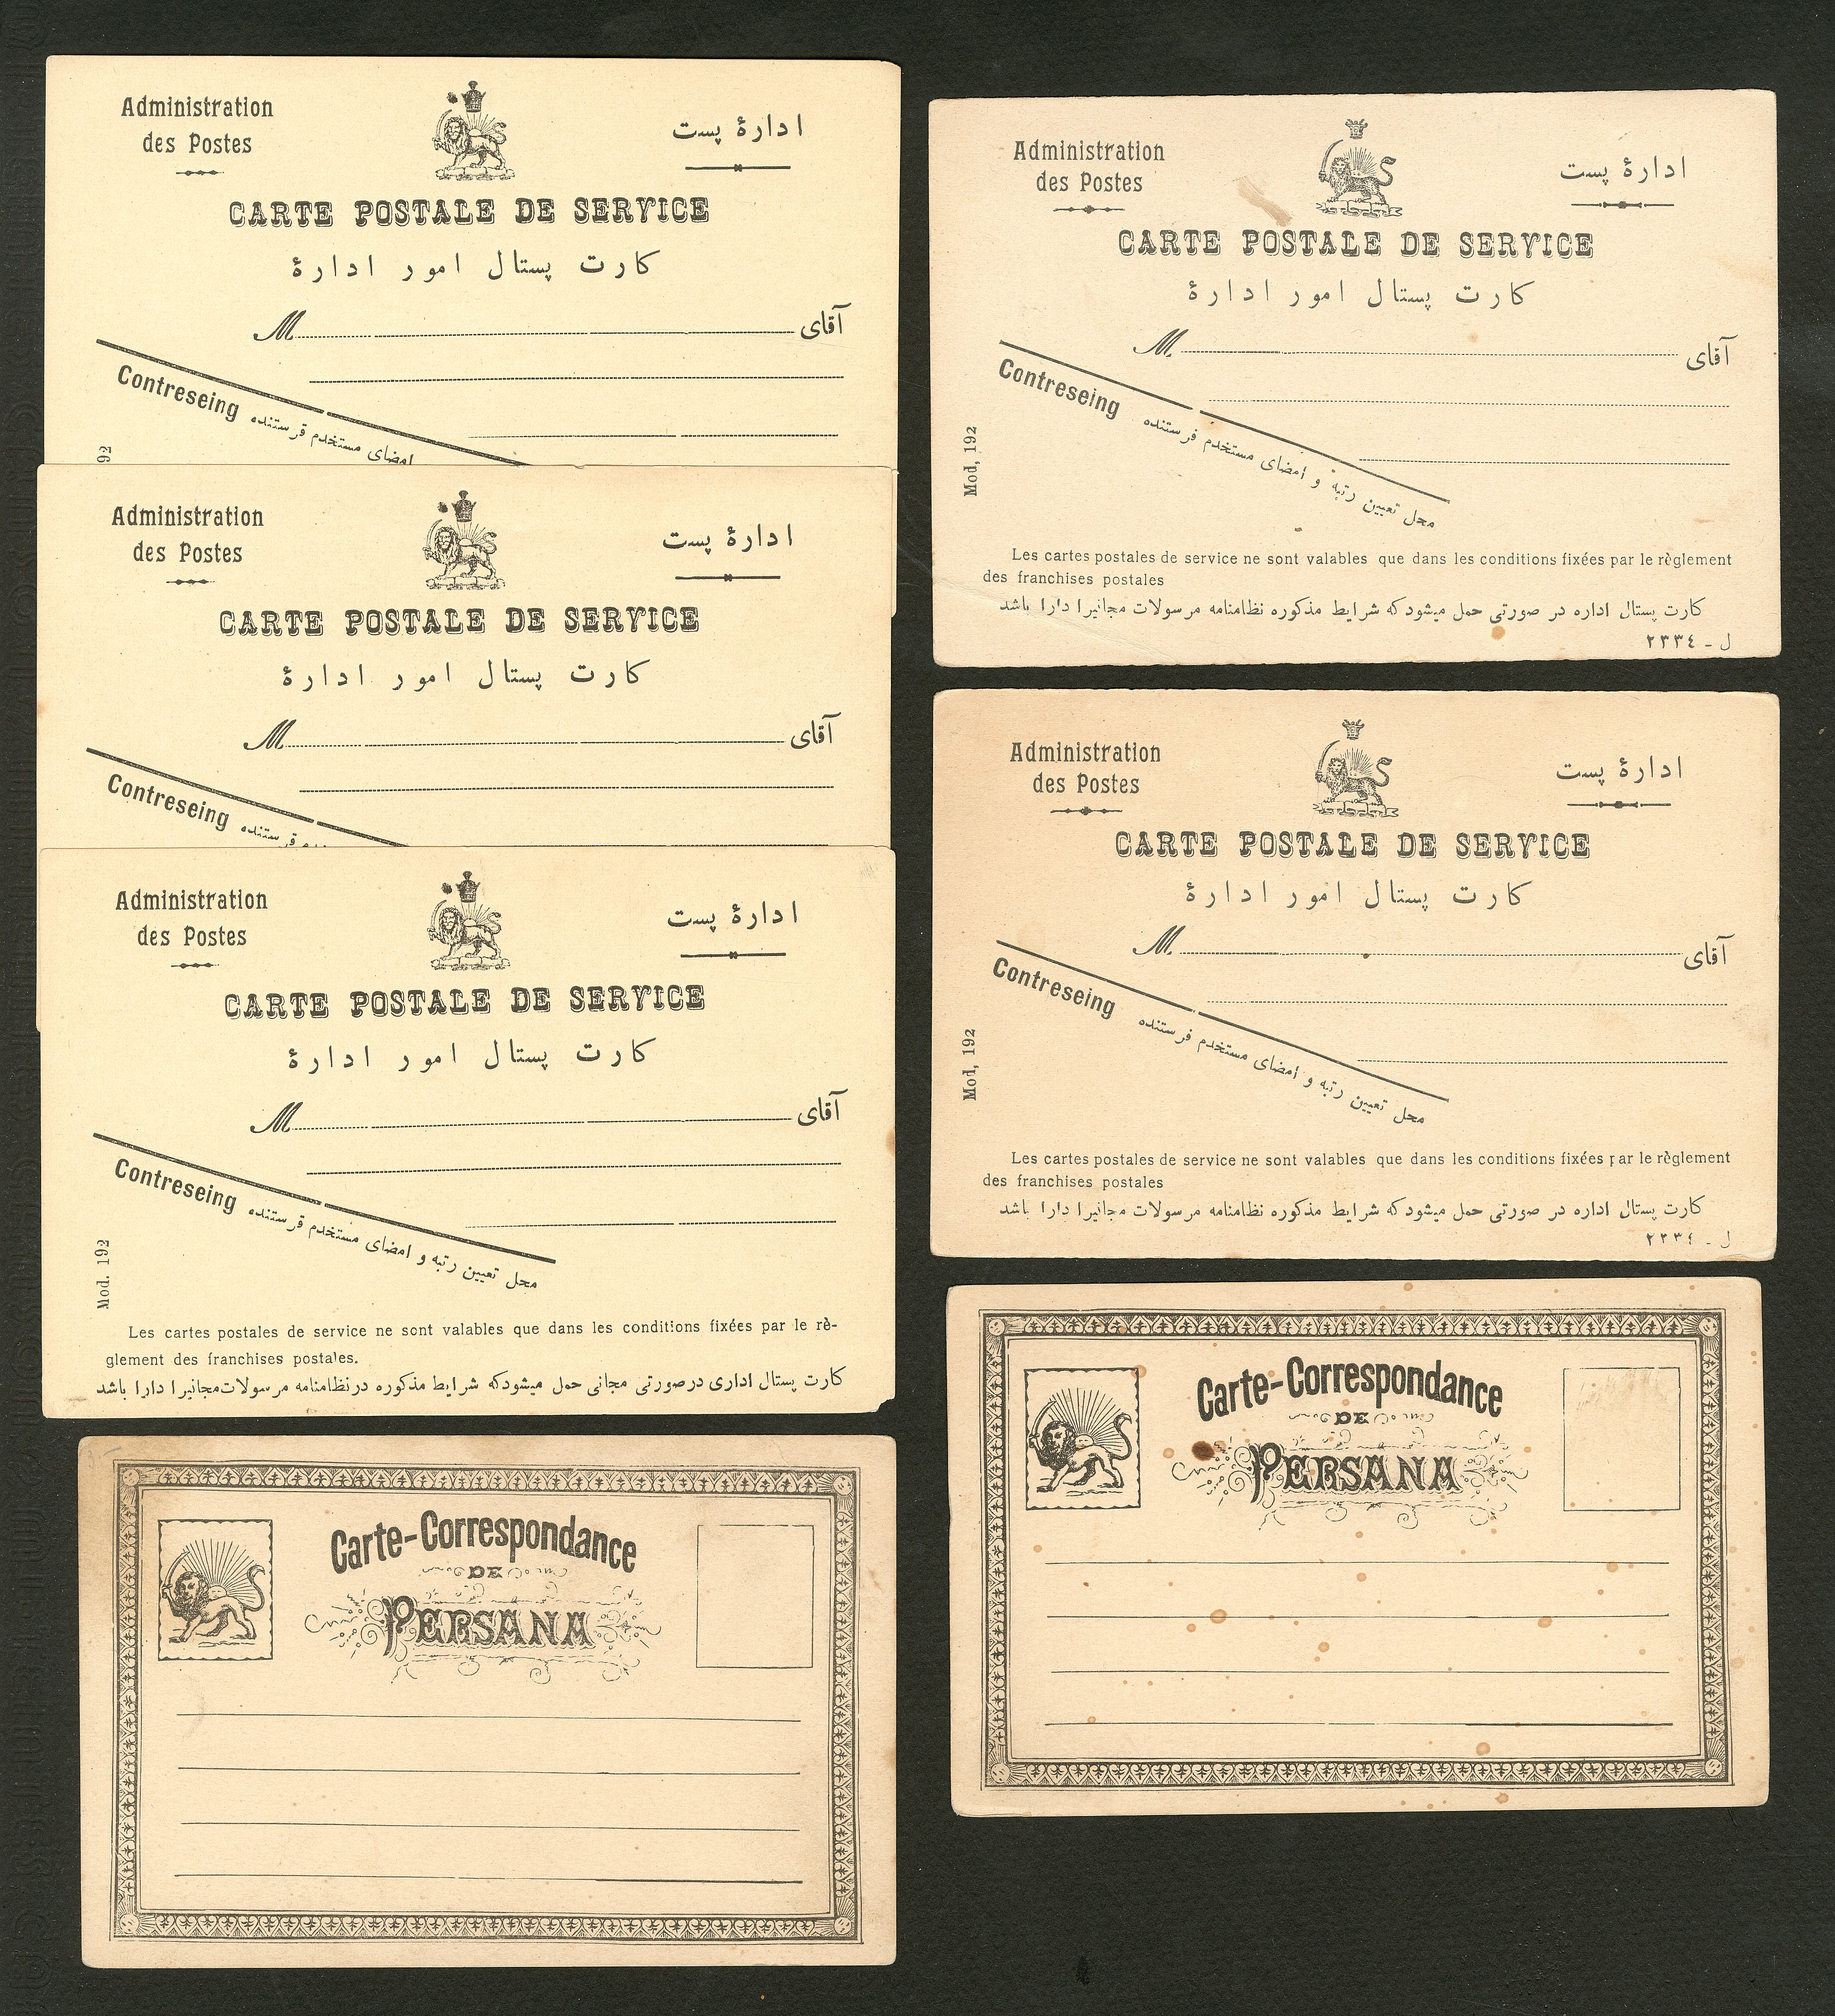 Administration
des Postes
ادارهٔ پست
CARTE POSTALE DE SERVICE
کارت پستال امور ادارهٔ
M. آقای
Contreseing
امضای مستخدم فرستنده
92
Administration
des Postes
ادارهٔ پست
CARTE POSTALE DE SERVICE
کارت پستال امور ادارهٔ
M. آقای
Contreseing
فرستنده
Administration
des Postes
ادارهٔ پست
CARTE POSTALE DE SERVICE
کارت پستال امور ادارهٔ
M. آقای
Contreseing
محل تعیین رتبه و امضای مستخدم فرستنده
Mod. 192
Les cartes postales de service ne sont valables que dans les conditions fixées par le rè-
glement des franchises postales.
کارت پستال اداری درصورتی مجانی حمل میشودکه شرایط مذکوره درنظامنامه مرسولات مجانیرا دارا باشد
Carte-Correspondance
DE
PERSANA
Administration
des Postes
ادارهٔ پست
CARTE POSTALE DE SERVICE
کارت پستال امور ادارهٔ
M. آقای
Contreseing
محل تعیین رتبه و امضای مستخدم فرستنده
Mod, 192
Les cartes postales de service ne sont valables que dans les conditions fixées par le règlement
des franchises postales
کارت پستال اداره در صورتی حمل میشودکه شرایط مذکوره نظامنامه مرسولات مجانیرا دارا باشد
ل - ٢٣٣٤
Administration
des Postes
ادارهٔ پست
CARTE POSTALE DE SERVICE
کارت پستال امور ادارهٔ
M. آقای
Contreseing
محل تعیین رتبه و امضای مستخدم فرستنده
Mod, 192
Les cartes postales de service ne sont valables que dans les conditions fixées par le règlement
des franchises postales
کارت پستال اداره در صورتی حمل میشودکه شرایط مذکوره نظامنامه مرسولات مجانیرا دارا باشد
ل - ٢٣٣٤
Carte-Correspondance
DE
PERSANA